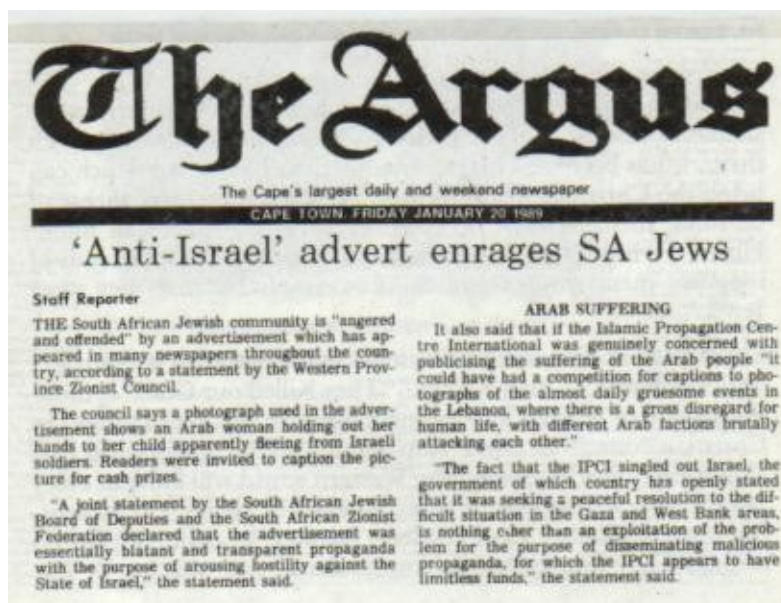 The Argus
The Cape's largest daily and weekend newspaper
CAPE TOWN, FRIDAY JANUARY 20 1989
'Anti-Israel' advert enrages SA Jews
Staff Reporter
THE South African Jewish community is "angered
and offended" by an advertisement which has ap-
peared in many newspapers throughout the coun-
try, according to a statement by the Western Prov-
ince Zionist Council.
The council says a photograph used in the adver-
tisement shows an Arab woman holding out her
hands to her child apparently fleeing from Israeli
soldiers. Readers were invited to caption the pic-
ture for cash prizes.
"A joint statement by the South African Jewish
Board of Deputies and the South African Zionist
Federation declared that the advertisement was
essentially blatant and transparent propaganda
with the purpose of arousing hostility against the
State of Israel," the statement said.
ARAB SUFFERING
It also said that if the Islamic Propagation Cen-
tre International was genuinely concerned with
publicising the suffering of the Arab people "it
could have had a competition for captions to pho-
tographs of the almost daily gruesome events in
the Lebanon, where there is a gross disregard for
human life, with different Arab factions brutally
attacking each other."
"The fact that the IPCI singled out Israel, the
government of which country has openly stated
that it was seeking a peaceful resolution to the dif-
ficult situation in the Gaza and West Bank areas,
is nothing other than an exploitation of the prob-
lem for the purpose of disseminating malicious
propaganda, for which the IPCI appears to have
limitless funds," the statement said.